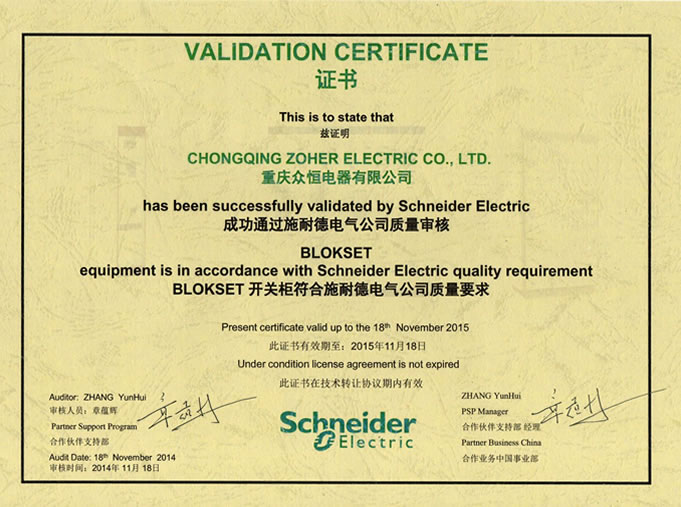 VALIDATION CERTIFICATE
证书
This is to state that
兹证明
CHONGQING ZOHER ELECTRIC CO., LTD.
重庆众恒电器有限公司
has been successfully validated by Schneider Electric
成功通过施耐德电气公司质量审核
BLOKSET
equipment is in accordance with Schneider Electric quality requirement
BLOKSET 开关柜符合施耐德电气公司质量要求
Present certificate valid up to the 18th November 2015
此证书有效期至：2015年11月18日
Under condition license agreement is not expired
此证书在技术转让协议期内有效
Auditor: ZHANG YunHui
审核人员：章蕴辉
Partner Support Program
合作伙伴支持部
Audit Date: 18th November 2014
审核时间：2014年11月18日
Schneider
Electric
ZHANG YunHui
PSP Manager
合作伙伴支持部 经理
Partner Business China
合作业务中国事业部